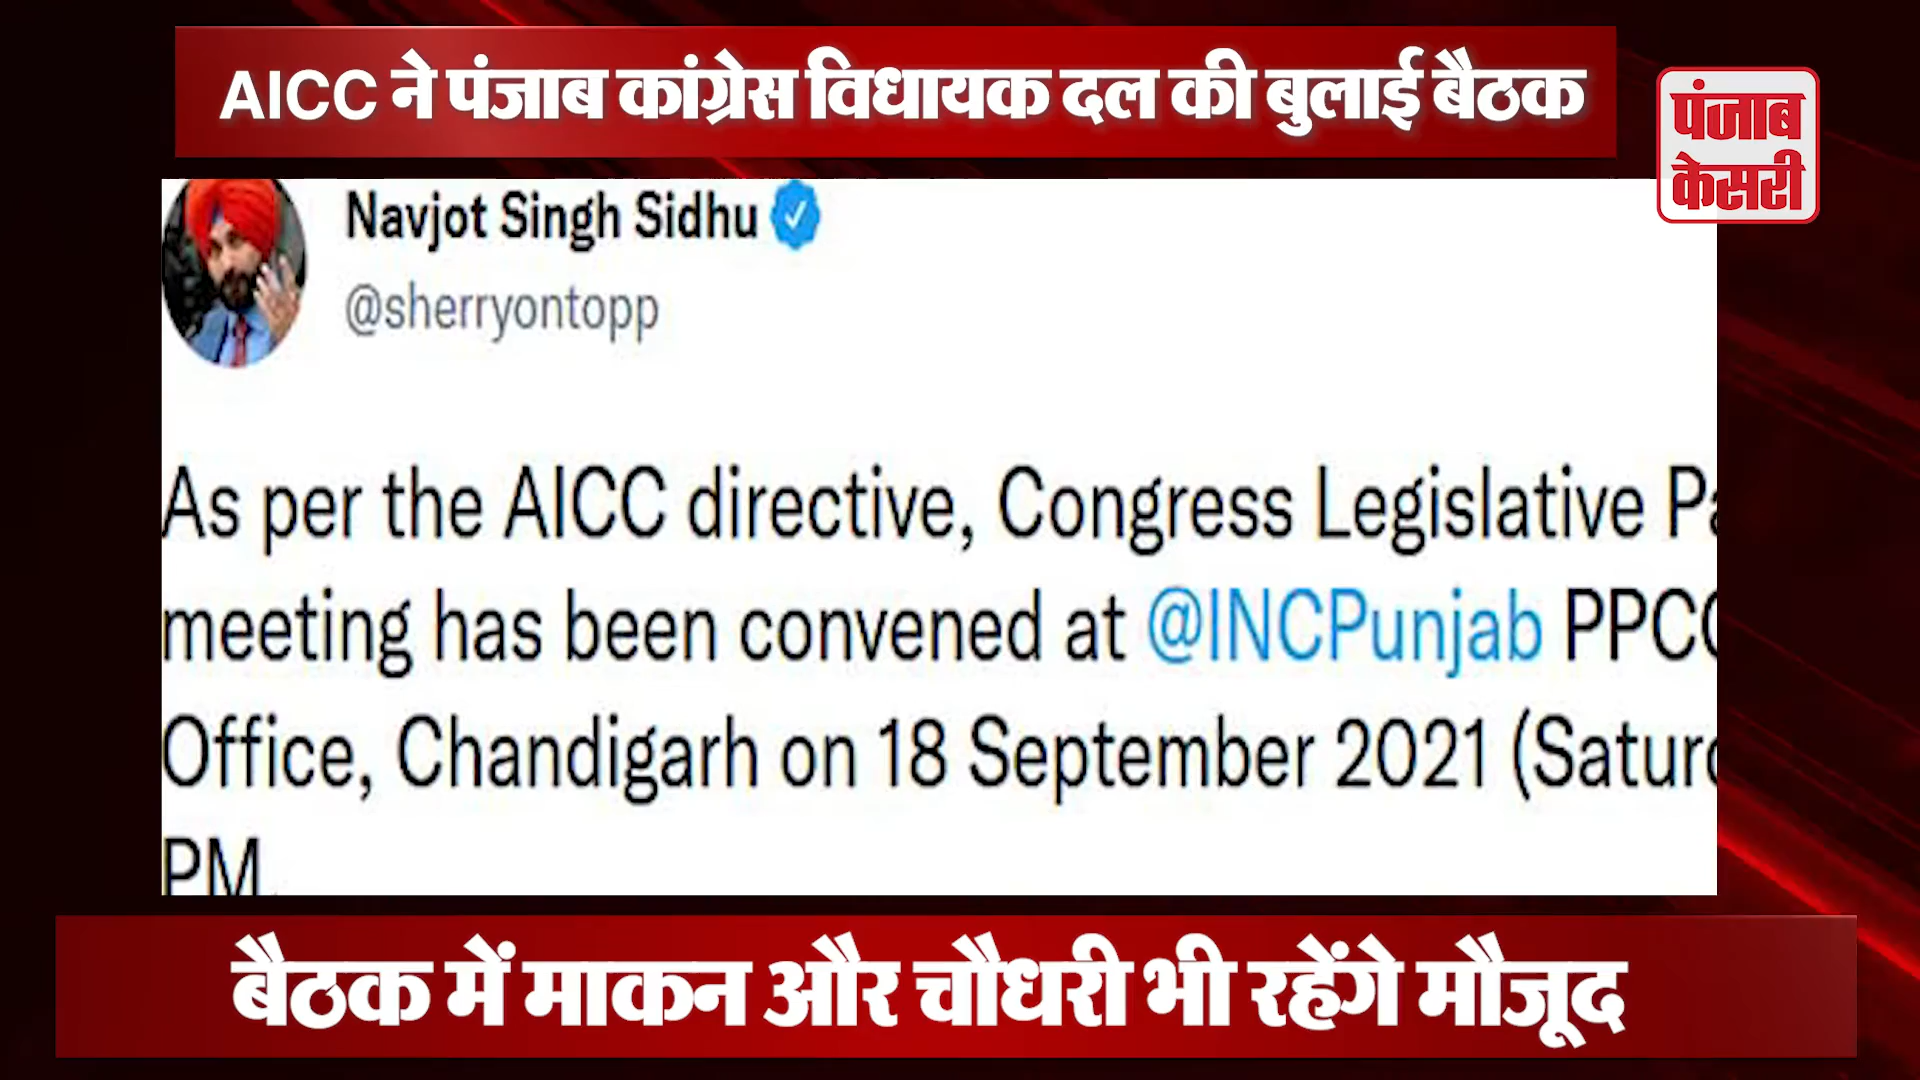 AICC ने पंजाब कांग्रेस विधायक दल की बुलाई बैठक
पंजाब
केसरी
Navjot Singh Sidhu
@sherryontopp
As per the AICC directive, Congress Legislative
meeting has been convened at @INCPunjab
Office, Chandigarh on 18 September 2021
PM.
बैठक में माकन और चौधरी भी रहेंगे मौजूद